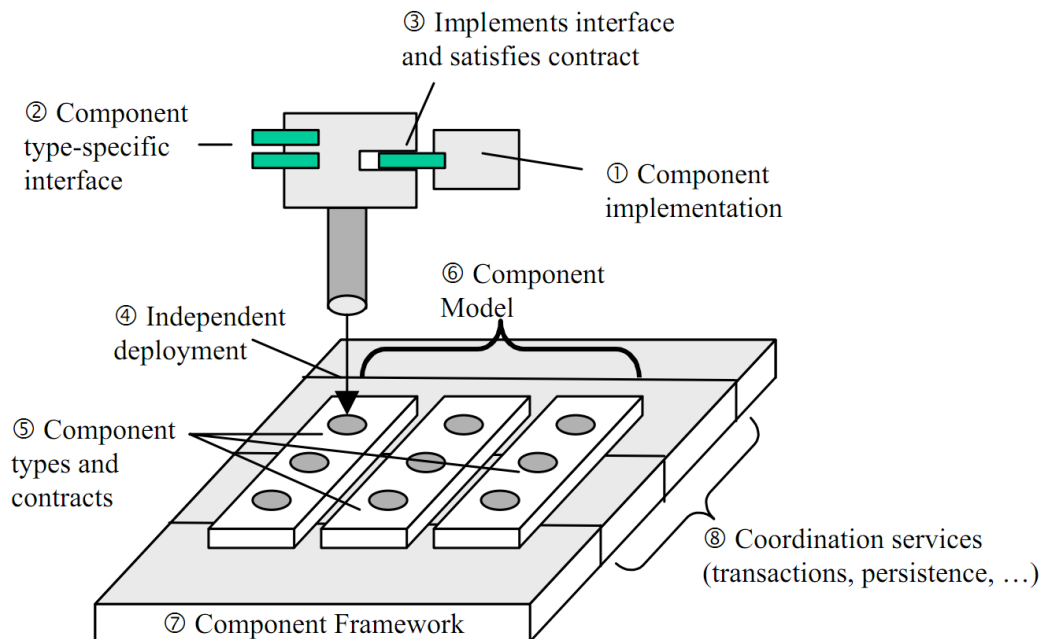 ③ Implements interface
and satisfies contract
② Component
type-specific
interface
① Component
implementation
⑥ Component
Model
④ Independent
deployment
⑤ Component
types and
contracts
⑧ Coordination services
(transactions, persistence, …)
⑦ Component Framework